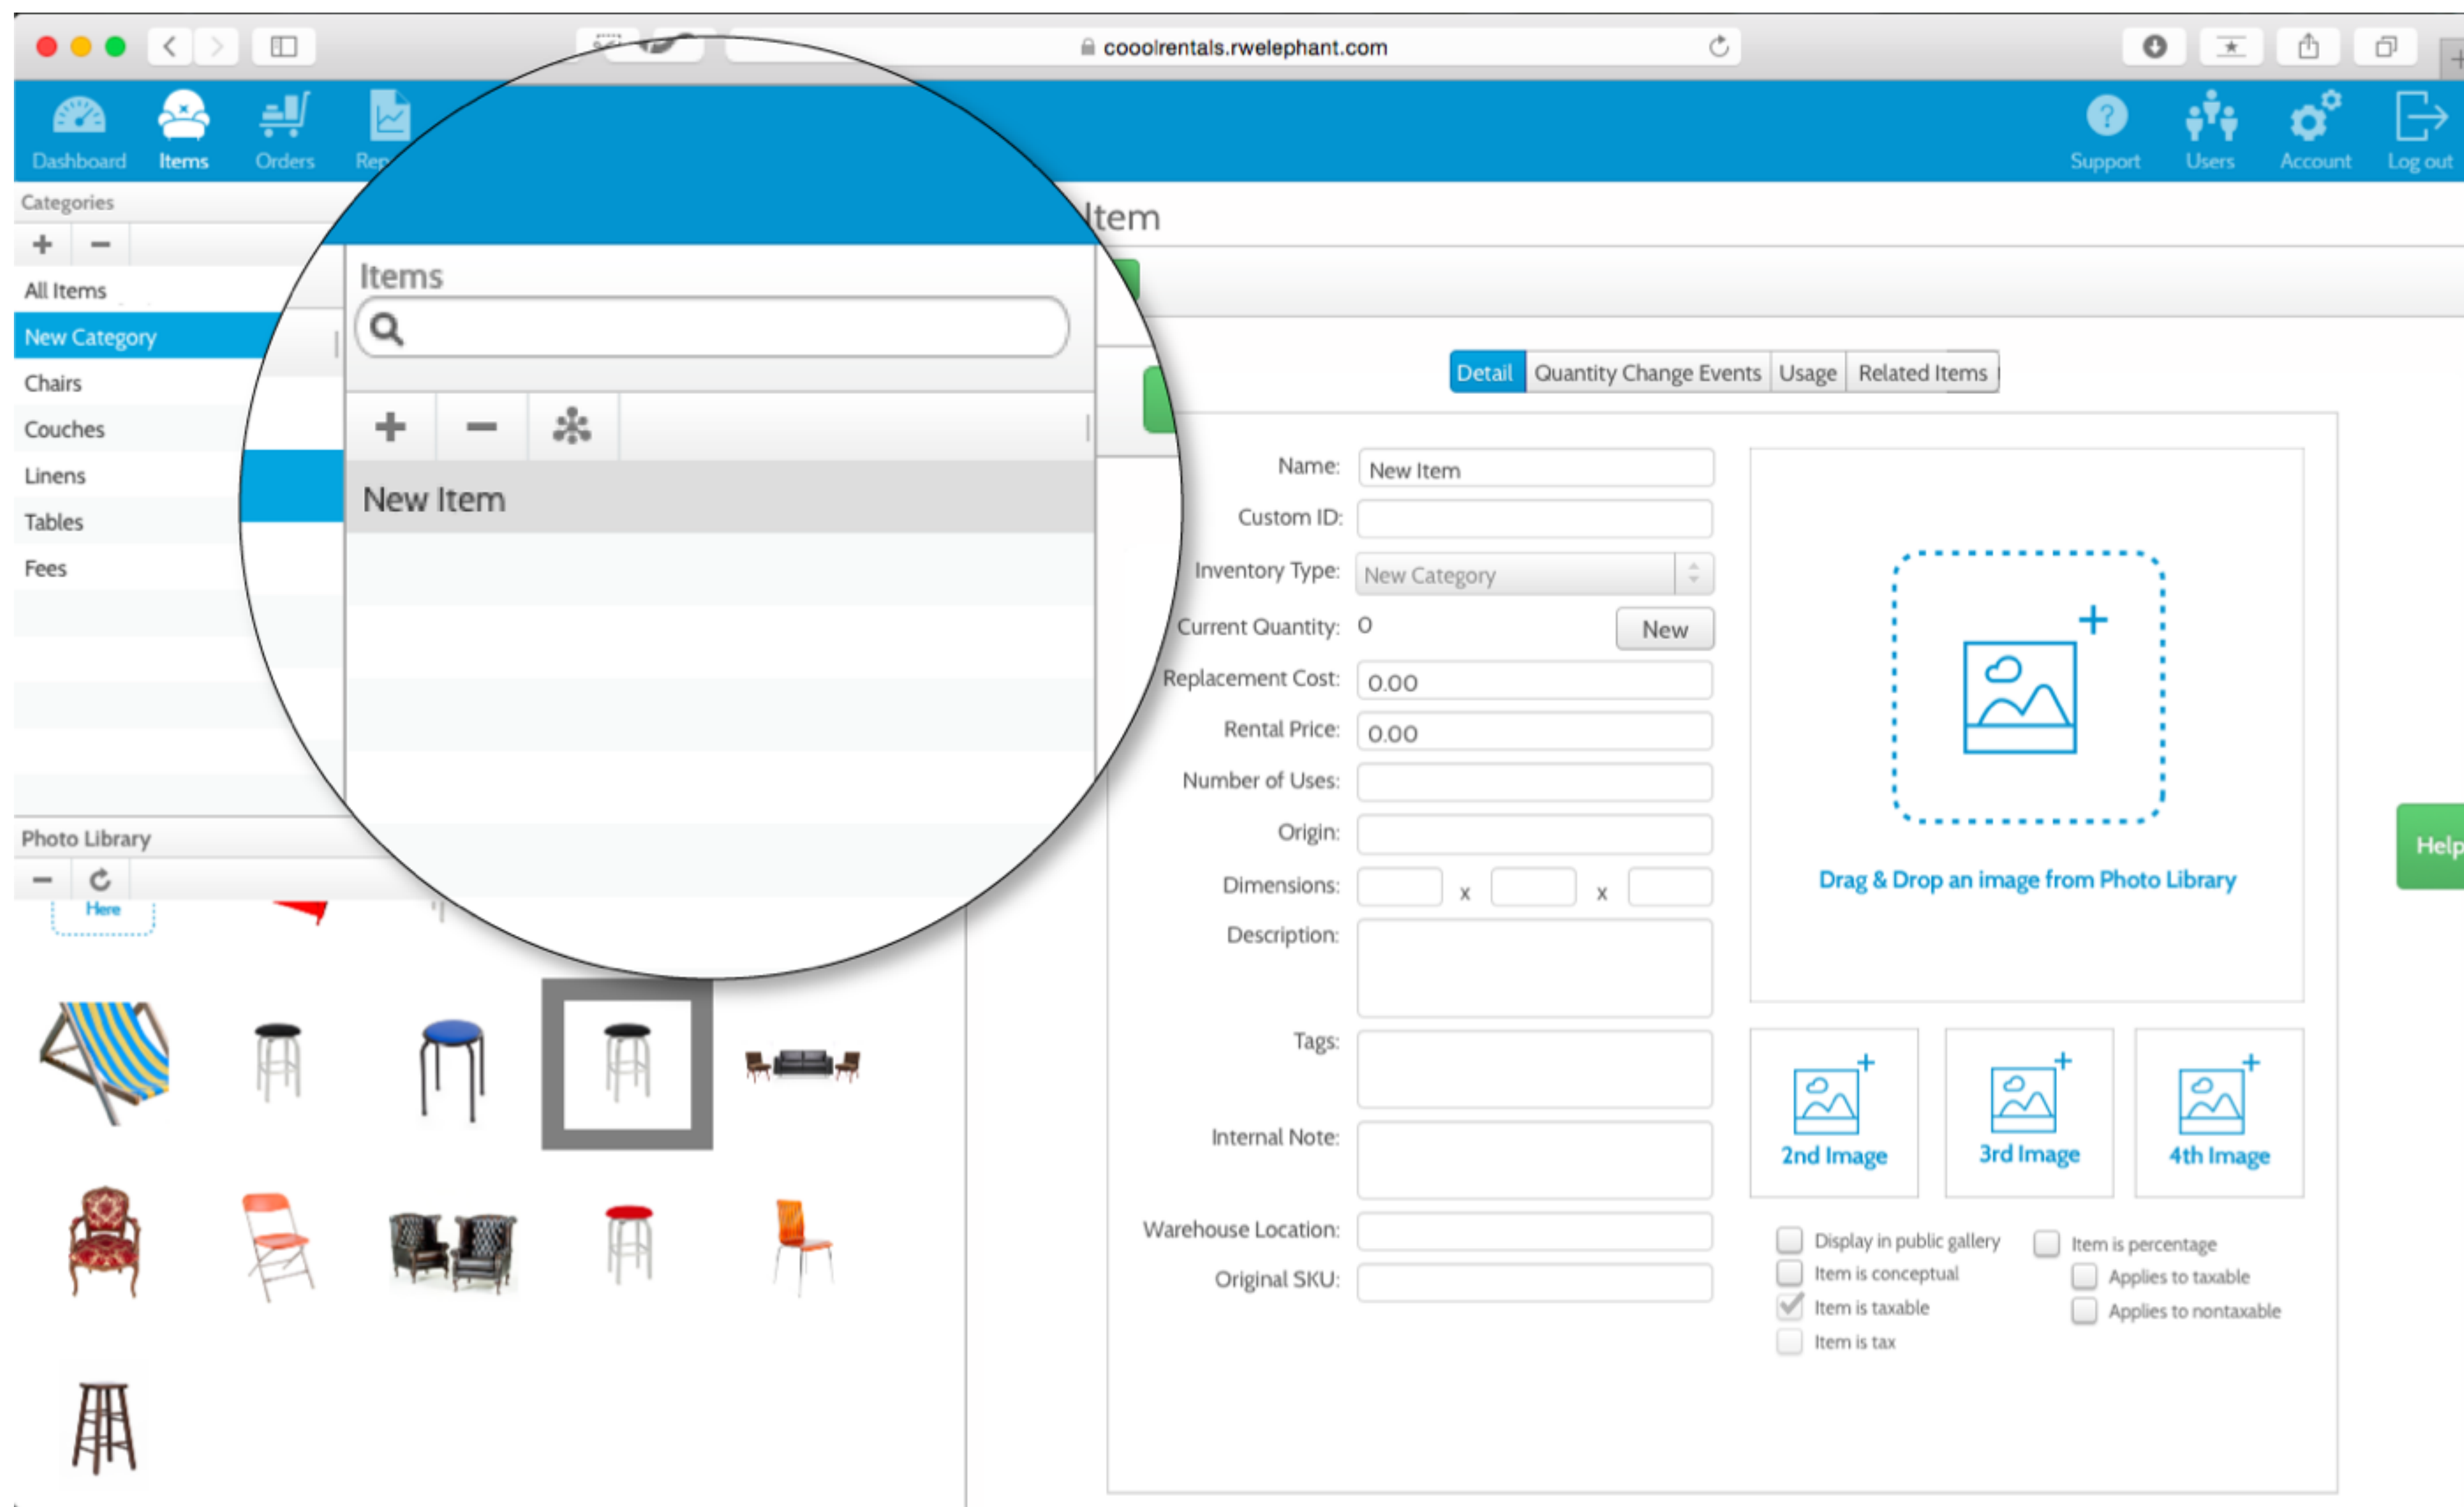 cooolrentals.rwelephant.com
Dashboard
Items
Orders
Support
Users
Account
Log out
Categories
All Items
New Category
Chairs
Couches
Linens
Tables
Fees
Items
New Item
Photo Library
Here
Item
Detail
Quantity Change Events
Usage
Related Items
Name: New Item
Custom ID:
Inventory Type: New Category
Current Quantity: 0 New
Replacement Cost: 0.00
Rental Price: 0.00
Number of Uses:
Origin:
Dimensions: x x
Description:
Tags:
Internal Note:
Warehouse Location:
Original SKU:
Drag & Drop an image from Photo Library
2nd Image
3rd Image
4th Image
Display in public gallery
Item is conceptual
Item is taxable
Item is tax
Item is percentage
Applies to taxable
Applies to nontaxable
Help